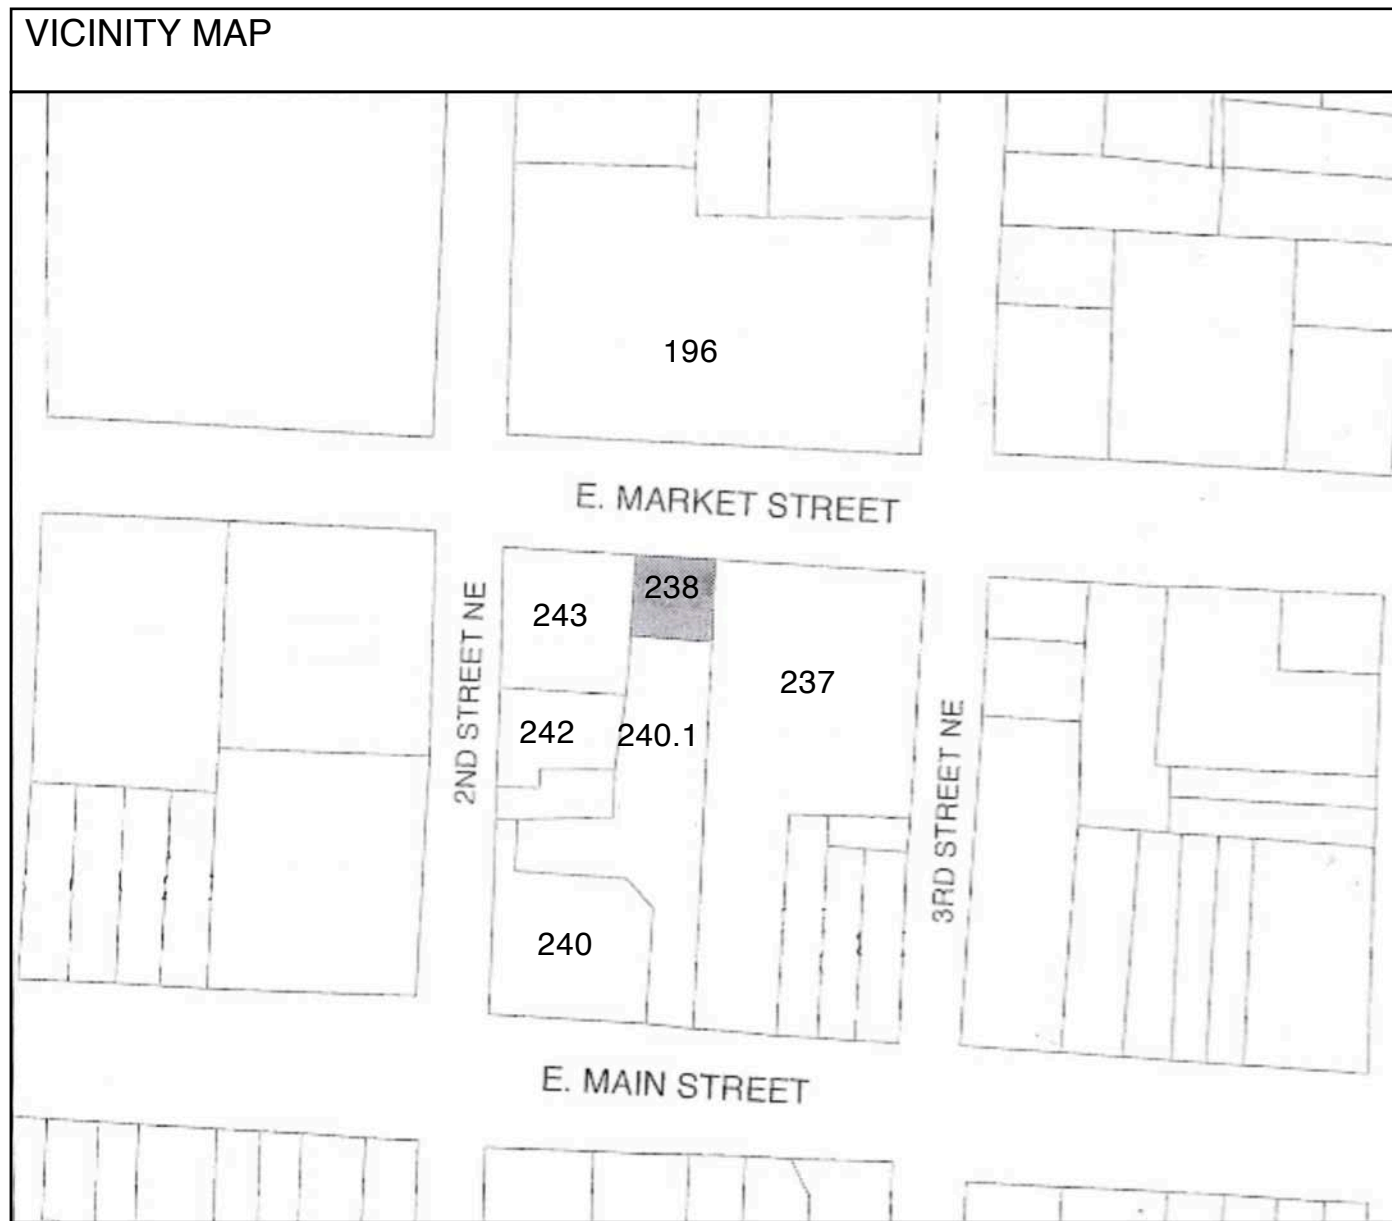 VICINITY MAP
196
E. MARKET STREET
238
243
237
2ND STREET NE
242
240.1
3RD STREET NE
240
E. MAIN STREET